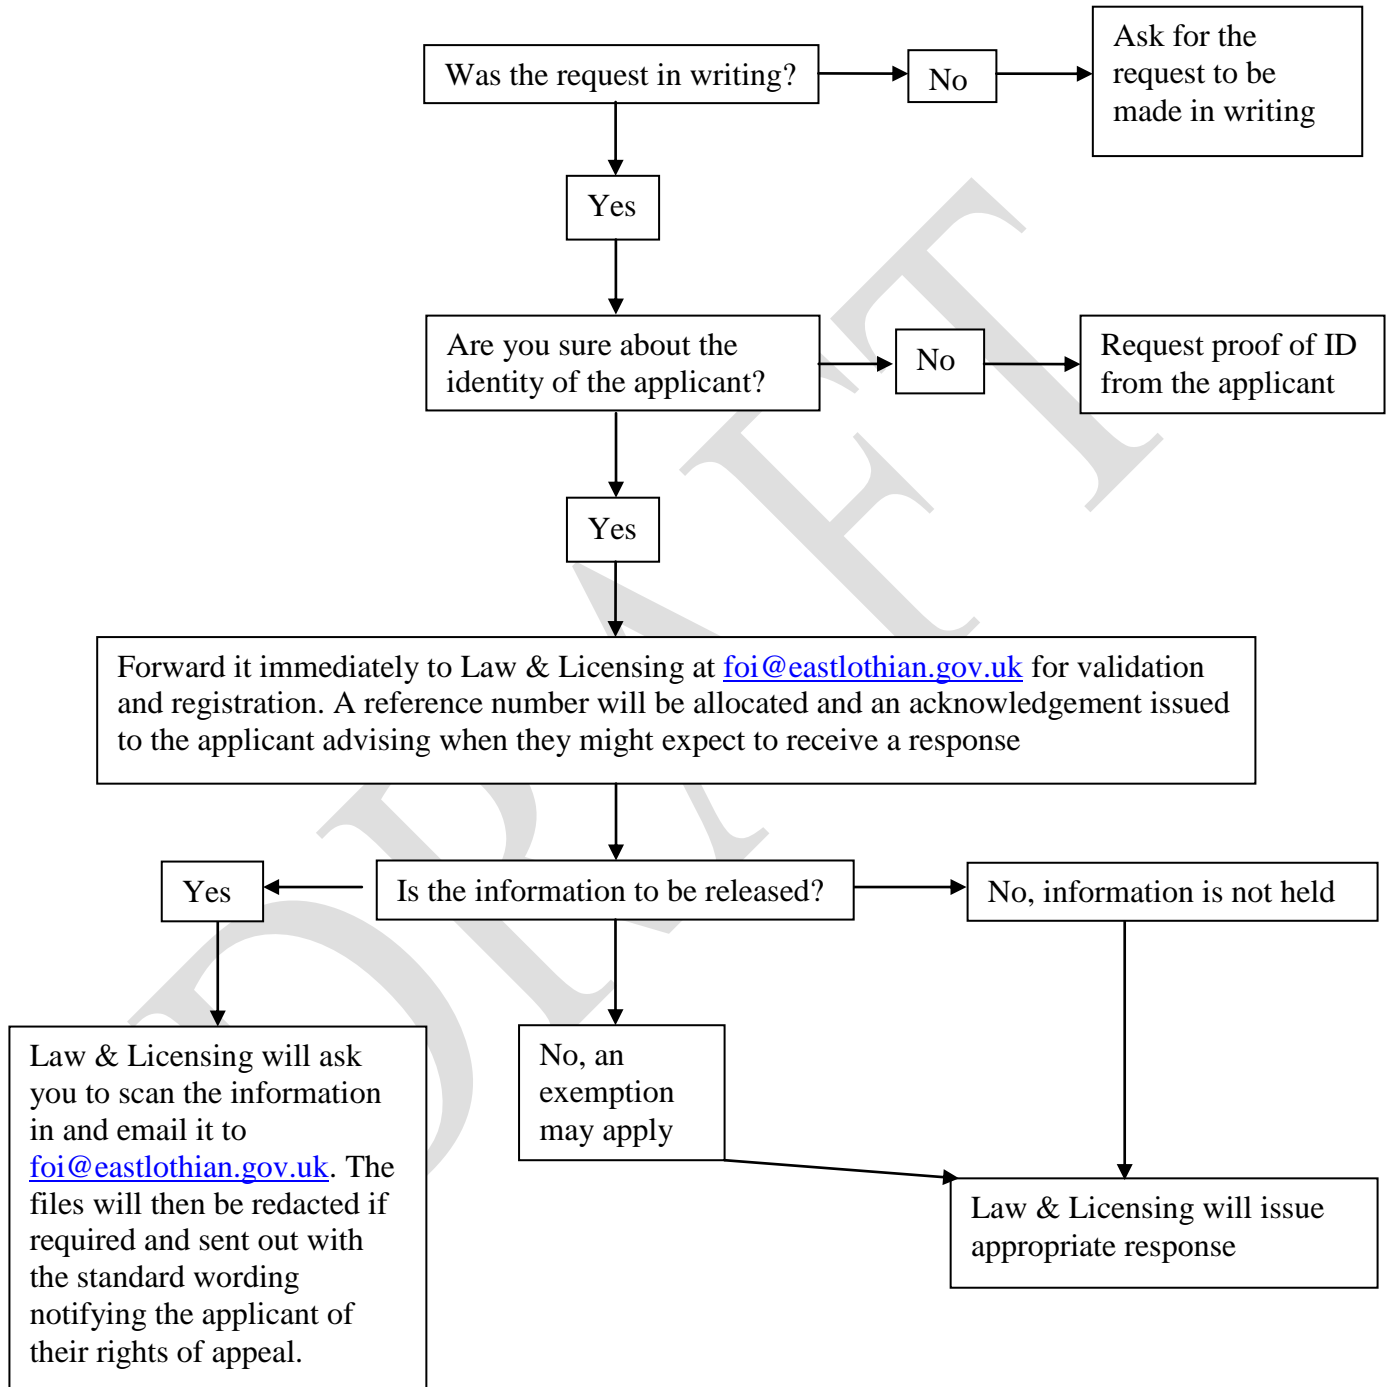 Was the request in writing?
No
Ask for the
request to be
made in writing
Yes
Are you sure about the
identity of the applicant?
No
Request proof of ID
from the applicant
Yes
Forward it immediately to Law & Licensing at foi@eastlothian.gov.uk for validation
and registration. A reference number will be allocated and an acknowledgement issued
to the applicant advising when they might expect to receive a response
Yes
Is the information to be released?
No, information is not held
Law & Licensing will ask
you to scan the information
in and email it to
foi@eastlothian.gov.uk. The
files will then be redacted if
required and sent out with
the standard wording
notifying the applicant of
their rights of appeal.
No, an
exemption
may apply
Law & Licensing will issue
appropriate response
DRAFT